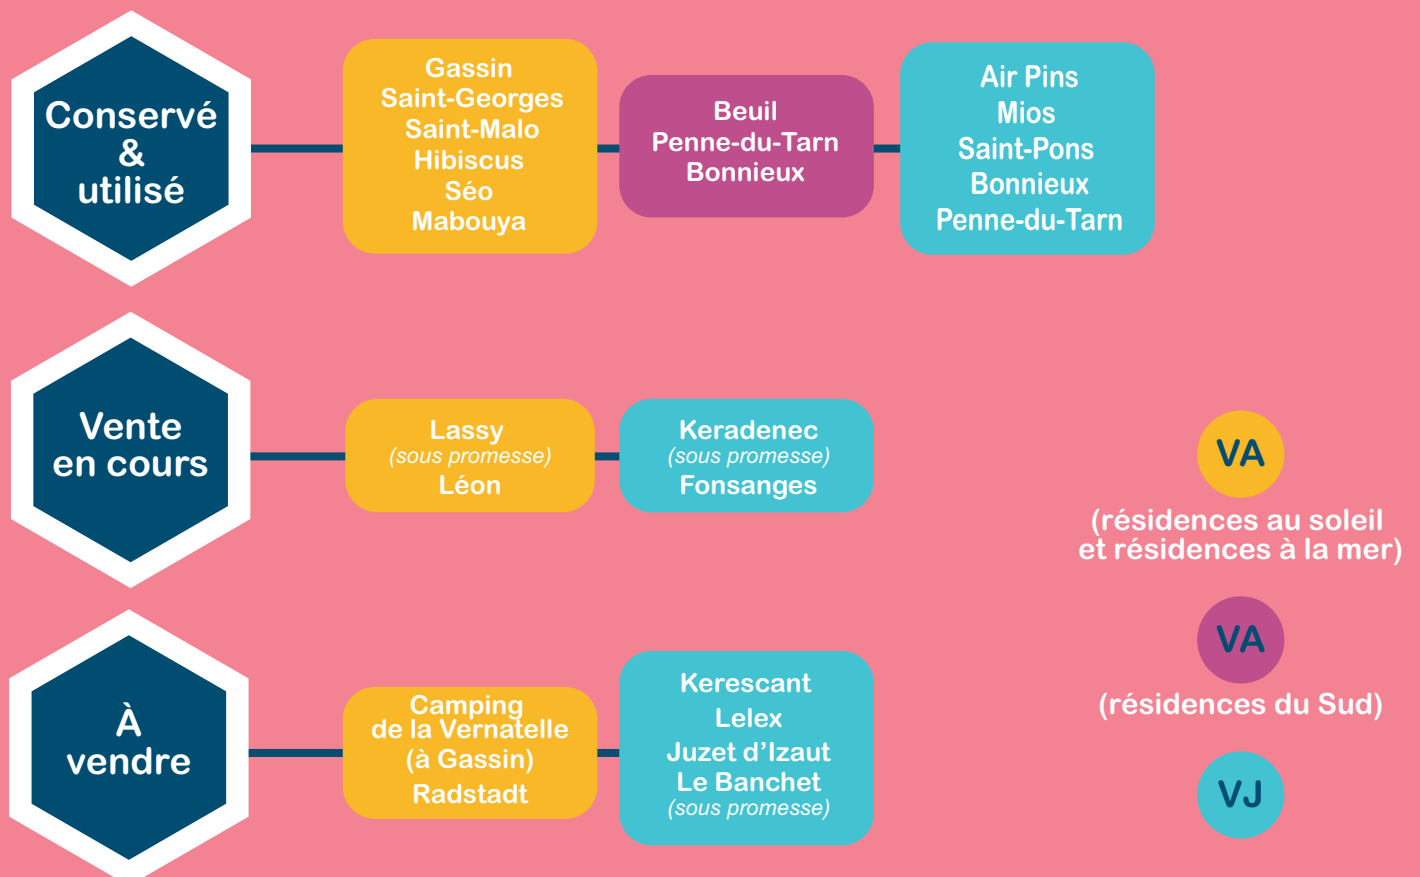 Conservé
&
utilisé
Gassin
Saint-Georges
Saint-Malo
Hibiscus
Séo
Mabouya
Beuil
Penne-du-Tarn
Bonnieux
Air Pins
Mios
Saint-Pons
Bonnieux
Penne-du-Tarn
Vente
en cours
Lassy
(sous promesse)
Léon
Keradenec
(sous promesse)
Fonsanges
À
vendre
Camping
de la Vernatelle
(à Gassin)
Radstadt
Kerescant
Lelex
Juzet d’Izaut
Le Banchet
(sous promesse)
VA
(résidences au soleil
et résidences à la mer)
VA
(résidences du Sud)
VJ